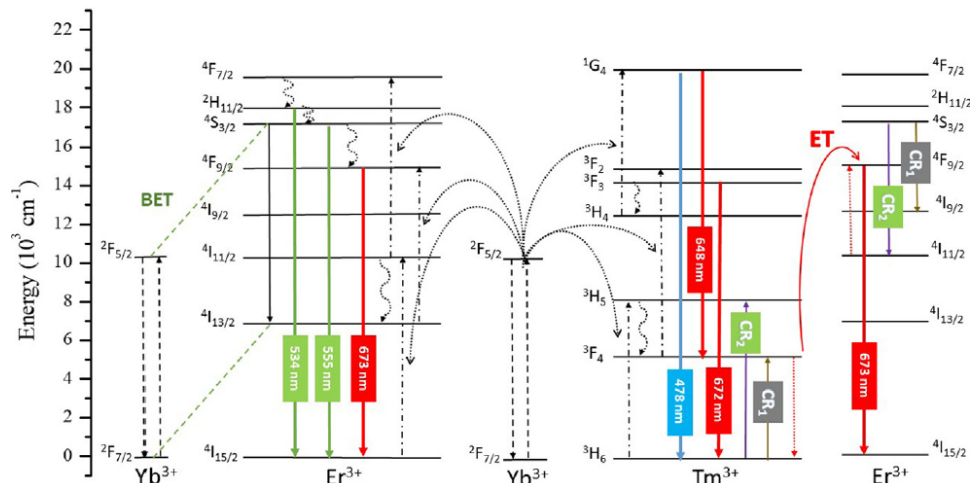 Energy (10³ cm⁻¹)
22
20
18
16
14
12
10
8
6
4
2
0
BET
²F₅/₂
²F₇/₂
Yb³⁺
⁴F₇/₂
²H₁₁/₂
⁴S₃/₂
⁴F₉/₂
⁴I₉/₂
⁴I₁₁/₂
⁴I₁₃/₂
⁴I₁₅/₂
534 nm
555 nm
673 nm
Er³⁺
²F₅/₂
²F₇/₂
Yb³⁺
¹G₄
³F₂
³F₃
³H₄
³H₅
³F₄
³H₆
478 nm
648 nm
672 nm
CR₂
CR₁
Tm³⁺
ET
⁴F₇/₂
²H₁₁/₂
⁴S₃/₂
⁴F₉/₂
⁴I₉/₂
⁴I₁₁/₂
⁴I₁₃/₂
⁴I₁₅/₂
673 nm
CR₂
CR₁
Er³⁺